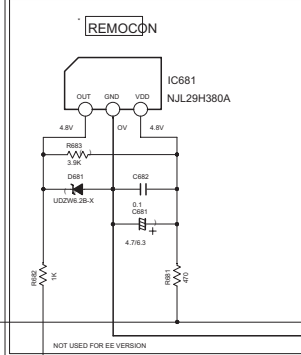 REMOCON
IC681
NJL29H380A
OUT GND VDD
4.8V OV 4.8V
R683
3.9K
D681 C682
UDZW6.2B-X 0.1
C681
+
4.7/6.3
R682 1K R681 470
NOT USED FOR EE VERSION